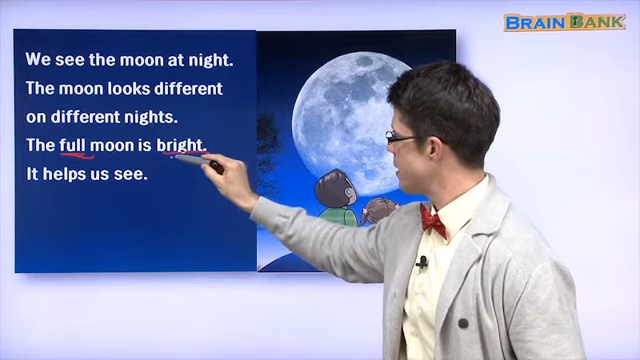 BRAIN BANK
We see the moon at night.
The moon looks different
on different nights.
The full moon is bright.
It helps us see.